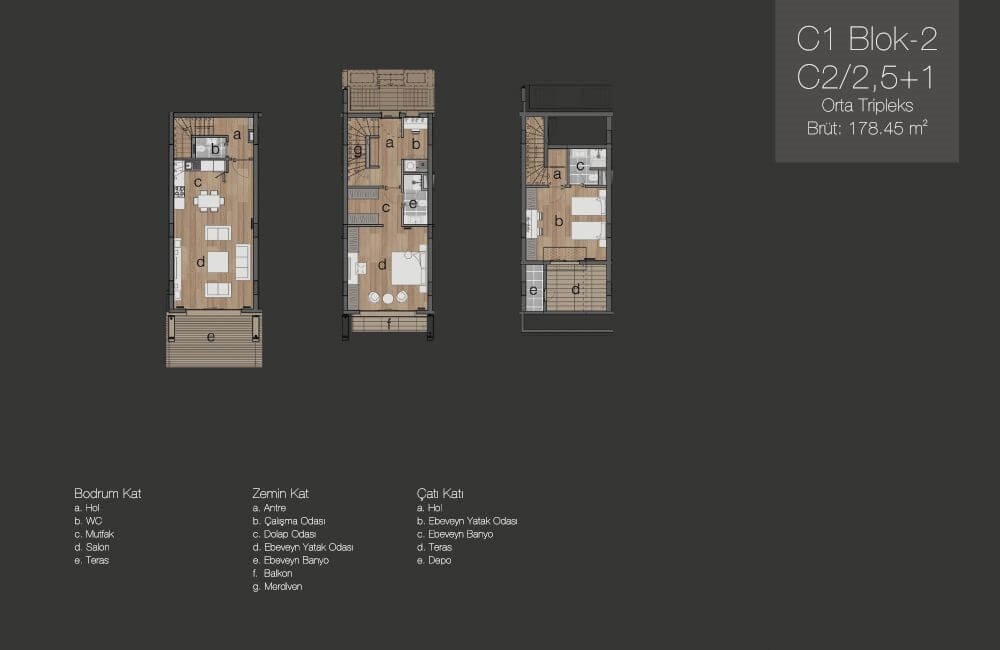 C1 Blok-2
C2/2,5+1
Orta Tripleks
Brüt: 178.45 m²
a
b
c
d
e
a
b
g
e
c
d
f
c
a
b
e
d
Bodrum Kat
a. Hol
b. WC
c. Mutfak
d. Salon
e. Teras
Zemin Kat
a. Antre
b. Çalışma Odası
c. Dolap Odası
d. Ebeveyn Yatak Odası
e. Ebeveyn Banyo
f. Balkon
g. Merdiven
Çatı Katı
a. Hol
b. Ebeveyn Yatak Odası
c. Ebeveyn Banyo
d. Teras
e. Depo